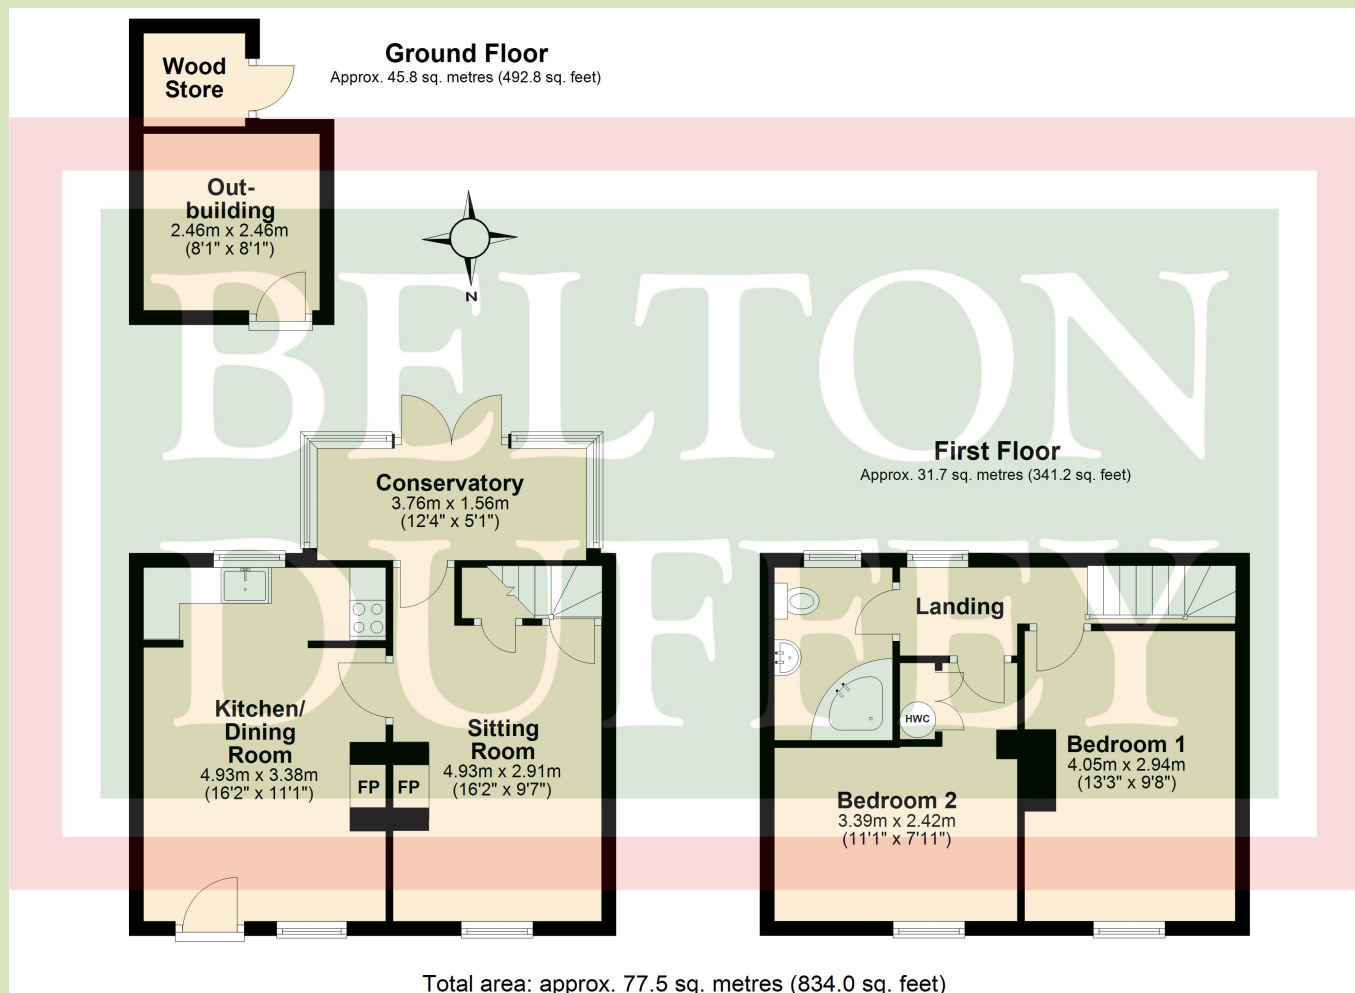 Ground Floor
Approx. 45.8 sq. metres (492.8 sq. feet)
Wood
Store
Out-
building
2.46m x 2.46m
(8'1" x 8'1")
N
BELTON
DUFFEY
Conservatory
3.76m x 1.56m
(12'4" x 5'1")
Kitchen/
Dining
Room
4.93m x 3.38m
(16'2" x 11'1")
FP
FP
Sitting
Room
4.93m x 2.91m
(16'2" x 9'7")
First Floor
Approx. 31.7 sq. metres (341.2 sq. feet)
Landing
HWC
Bedroom 1
4.05m x 2.94m
(13'3" x 9'8")
Bedroom 2
3.39m x 2.42m
(11'1" x 7'11")
Total area: approx. 77.5 sq. metres (834.0 sq. feet)